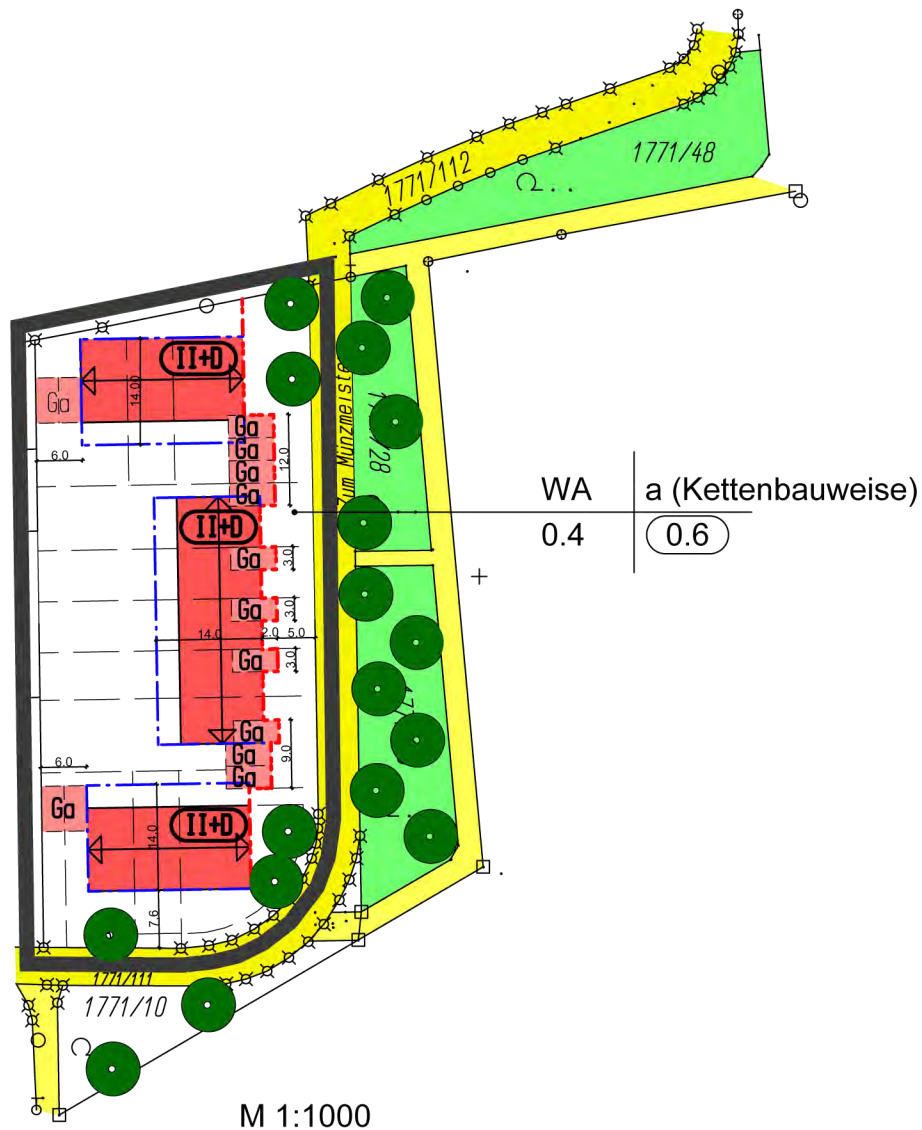 1771/48
1771/112
II+D
Ga
14.00
Ga
Ga
Ga
Ga
12.0
6.0
Zum Münzmeister
WA
a (Kettenbauweise)
0.4
0.6
II+D
Ga
3.0
Ga
3.0
14.0
2.0
5.0
Ga
3.0
Ga
Ga
Ga
9.0
6.0
Ga
II+D
14.0
7.6
1771/111
1771/10
M 1:1000